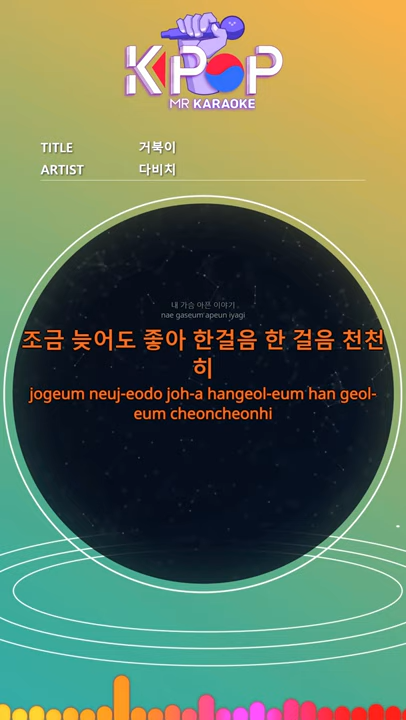 KPOP
MR KARAOKE
TITLE 거북이
ARTIST 다비치
내 가슴 아픈 이야기
nae gaseum apeun iyagi
조금 늦어도 좋아 한걸음 한 걸음 천천
히
jogeum neuj-eodo joh-a hangeol-eum han geol-
eum cheoncheonhi